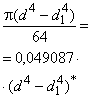 π(d⁴ − d₁⁴)
64
=
= 0,049087 ·
· (d⁴ − d₁⁴)*